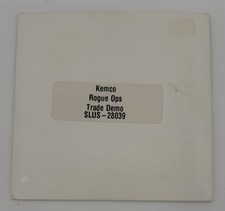 Kemco
Rogue Ops
Trade Demo
SLUS-28039